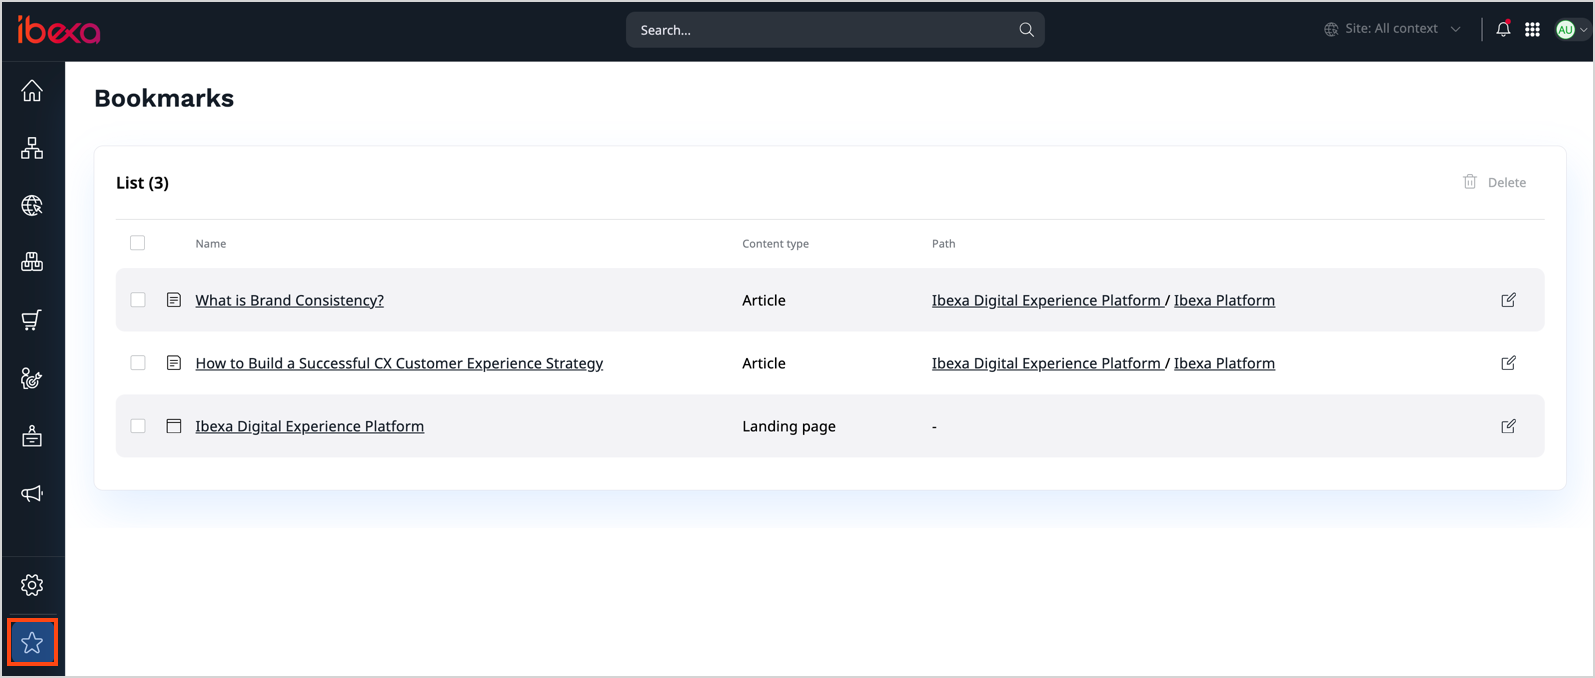 ibexa
Search...
Site: All context
AU
Bookmarks
List (3)
Delete
Name Content type Path
What is Brand Consistency? Article Ibexa Digital Experience Platform / Ibexa Platform
How to Build a Successful CX Customer Experience Strategy Article Ibexa Digital Experience Platform / Ibexa Platform
Ibexa Digital Experience Platform Landing page -